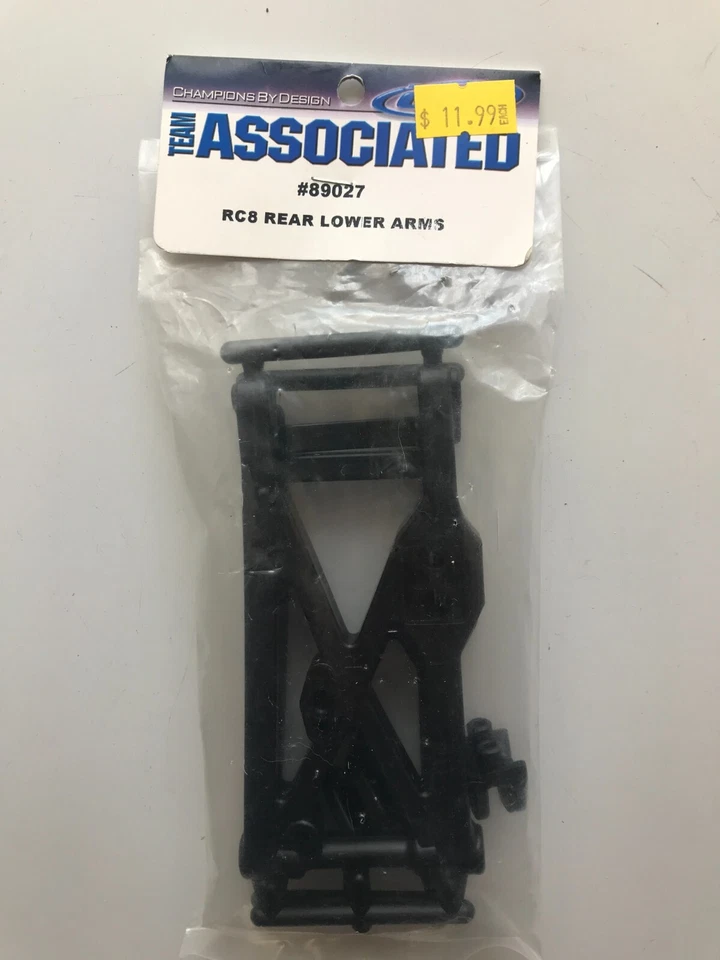 CHAMPIONS BY DESIGN
$ 11.99 EACH
TEAM ASSOCIATED
#89027
RC8 REAR LOWER ARMS